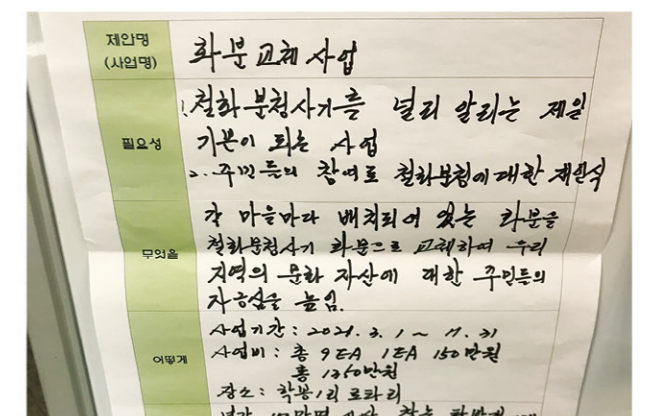 제안명
(사업명)
화분교체사업
필요성
1. 철화분청사기를 널리 알리는 제일
기본이 되는 사업
2. 주민들의 참여로 철화분청에 대한 재인식
무엇을
각 마을마다 배치되어 있는 화분을
철화분청사기 화분으로 교체하여 우리
지역의 문화 자산에 대한 주민들의
자긍심을 높임.
어떻게
사업기간 : 2021. 3. 1 ~ 11. 31
사업비 : 총 9EA 1EA 150만원
총 1350만원
장소 : 학봉1리 로타리